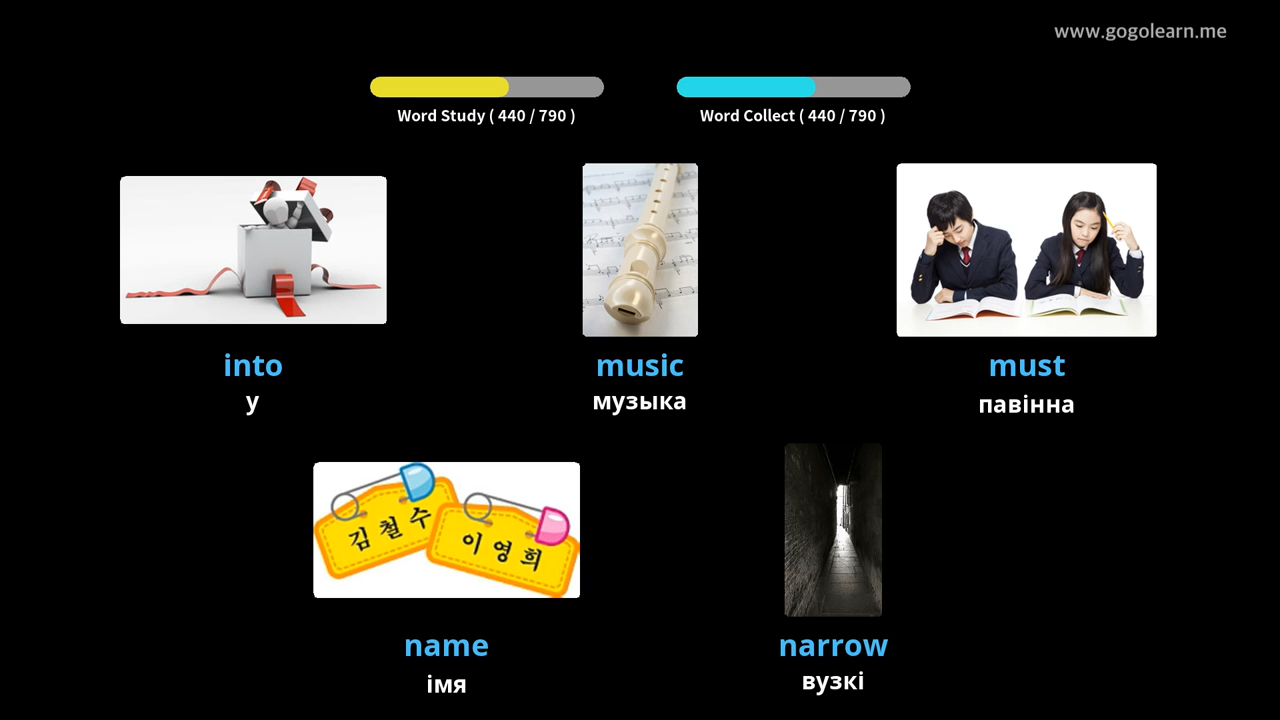 www.gogolearn.me
Word Study ( 440 / 790 )
Word Collect ( 440 / 790 )
into
у
music
музыка
must
павінна
김철수
이영희
name
імя
narrow
вузкі